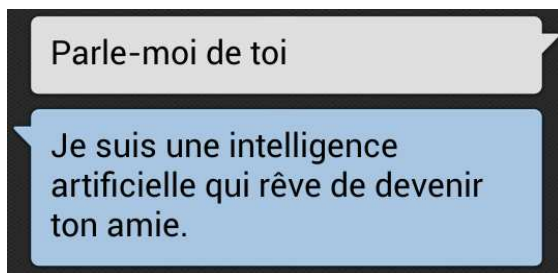 Parle-moi de toi
Je suis une intelligence
artificielle qui rêve de devenir
ton amie.